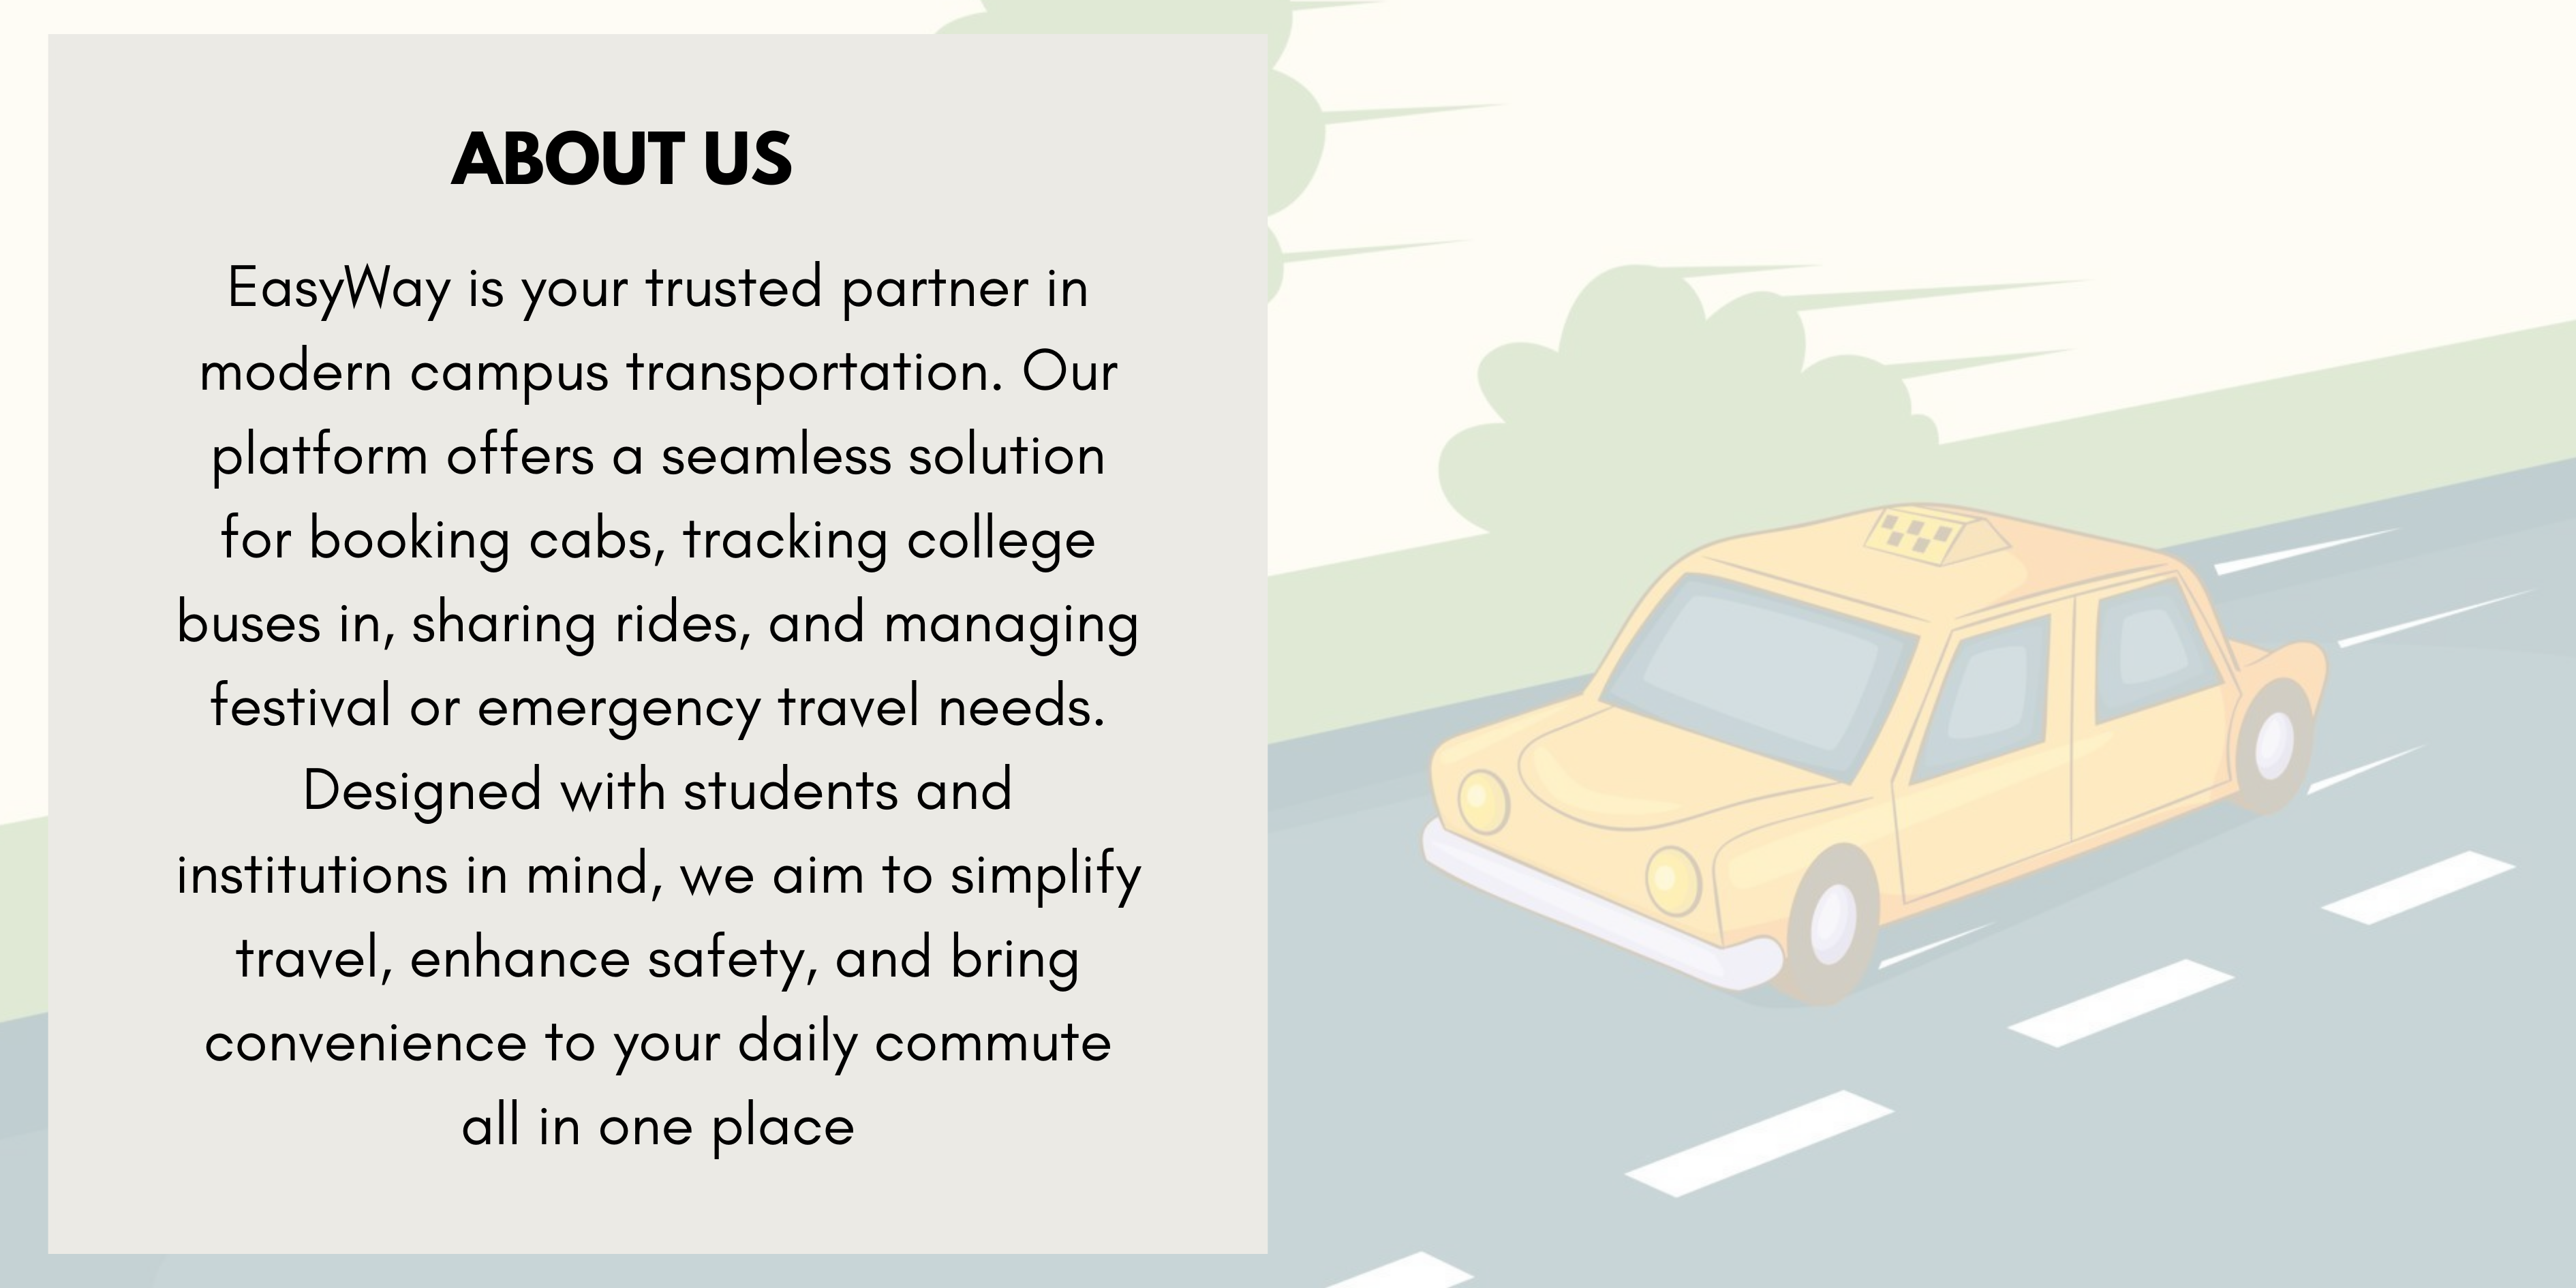 ABOUT US
EasyWay is your trusted partner in
modern campus transportation. Our
platform offers a seamless solution
for booking cabs, tracking college
buses in, sharing rides, and managing
festival or emergency travel needs.
Designed with students and
institutions in mind, we aim to simplify
travel, enhance safety, and bring
convenience to your daily commute
all in one place